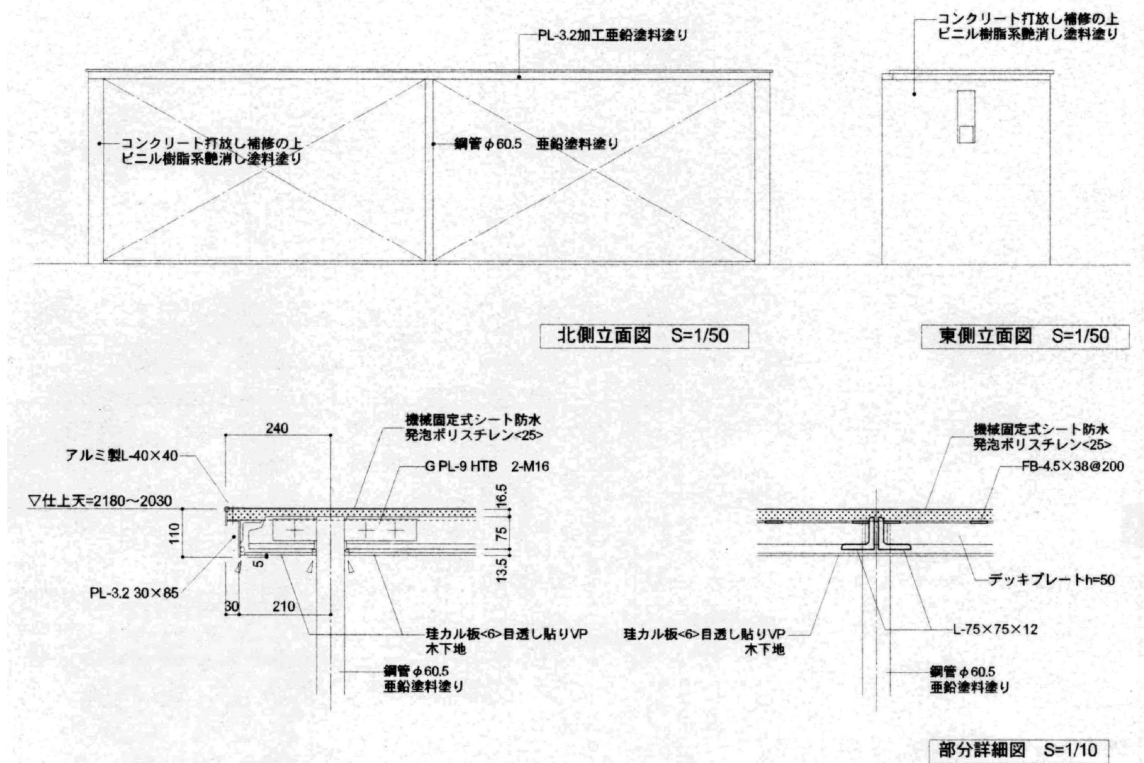 PL-3.2加工亜鉛塗料塗り
コンクリート打放し補修の上
ビニル樹脂系艶消し塗料塗り
コンクリート打放し補修の上
ビニル樹脂系艶消し塗料塗り
鋼管φ60.5 亜鉛塗料塗り
北側立面図 S=1/50
東側立面図 S=1/50
240
機械固定式シート防水
発泡ポリスチレン<25>
アルミ製L-40×40
G PL-9 HTB 2-M16
▽仕上天=2180〜2030
16.5
110
75
5
13.5
PL-3.2 30×85
30
210
珪カル板<6>目透し貼りVP
木下地
鋼管φ60.5
亜鉛塗料塗り
機械固定式シート防水
発泡ポリスチレン<25>
FB-4.5×38@200
デッキプレートh=50
L-75×75×12
珪カル板<6>目透し貼りVP
木下地
鋼管φ60.5
亜鉛塗料塗り
部分詳細図 S=1/10